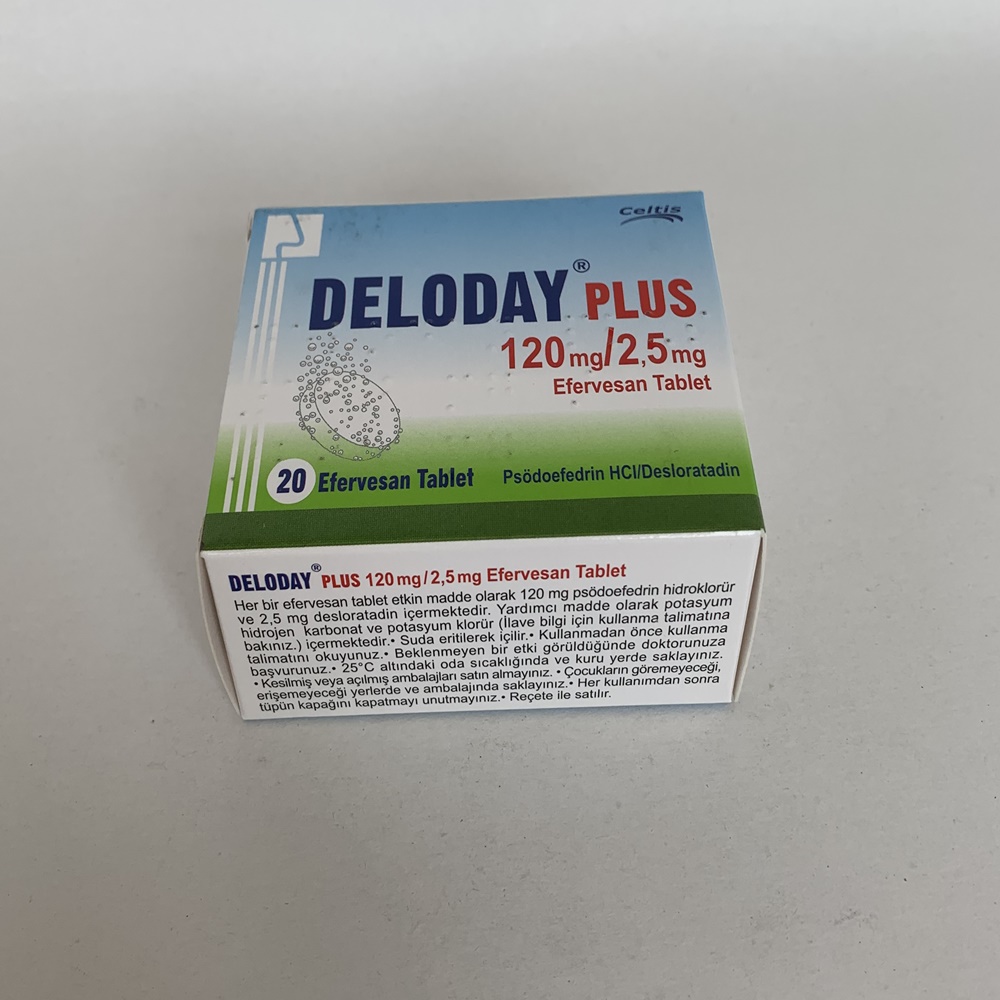 Celtis
DELODAY® PLUS
120 mg/2,5 mg
Efervesan Tablet
20 Efervesan Tablet
Psödoefedrin HCl/Desloratadin
DELODAY® PLUS 120 mg/2,5mg Efervesan Tablet
Her bir efervesan tablet etkin madde olarak 120 mg psödoefedrin hidroklorür
ve 2,5 mg desloratadin içermektedir. Yardımcı madde olarak potasyum
hidrojen karbonat ve potasyum klorür (İlave bilgi için kullanma talimatına
bakınız.) içermektedir.• Suda eritilerek içilir.• Kullanmadan önce kullanma
talimatını okuyunuz.• Beklenmeyen bir etki görüldüğünde doktorunuza
başvurunuz.• 25°C altındaki oda sıcaklığında ve kuru yerde saklayınız.
• Kesilmiş veya açılmış ambalajları satın almayınız. • Çocukların göremeyeceği,
erişemeyeceği yerlerde ve ambalajında saklayınız.• Her kullanımdan sonra
tüpün kapağını kapatmayı unutmayınız.• Reçete ile satılır.